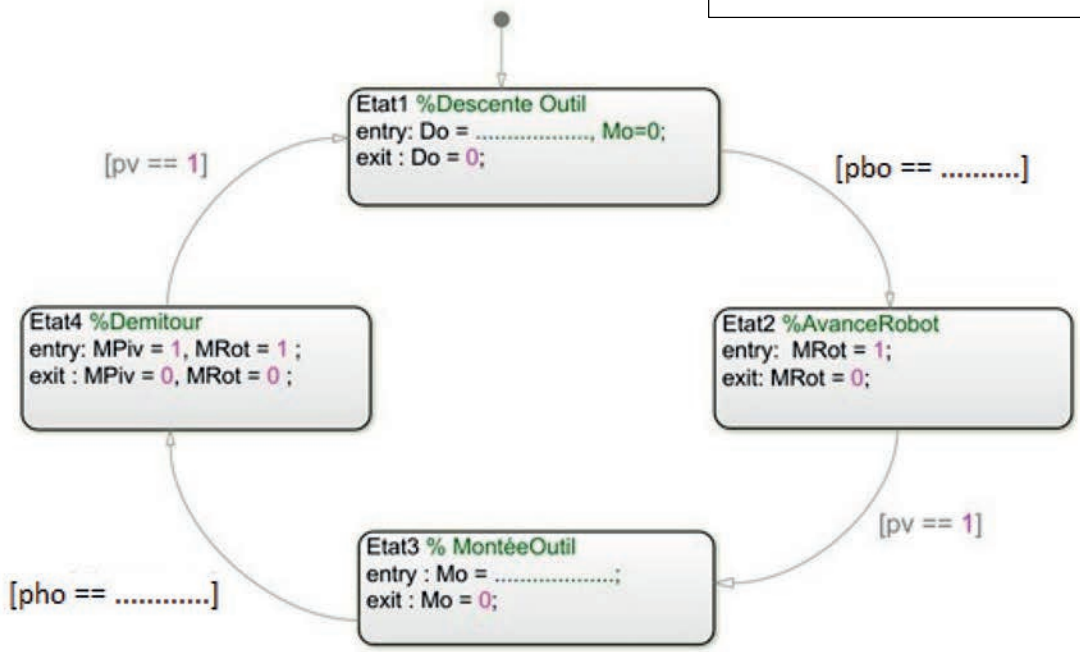 Etat1 %Descente Outil
entry: Do = .................., Mo=0;
exit : Do = 0;
[pv == 1]
[pbo == ..........]
Etat4 %Demitour
entry: MPiv = 1, MRot = 1 ;
exit : MPiv = 0, MRot = 0 ;
Etat2 %AvanceRobot
entry:  MRot = 1;
exit: MRot = 0;
[pv == 1]
Etat3 % MontéeOutil
entry : Mo = ...................;
exit : Mo = 0;
[pho == ............]